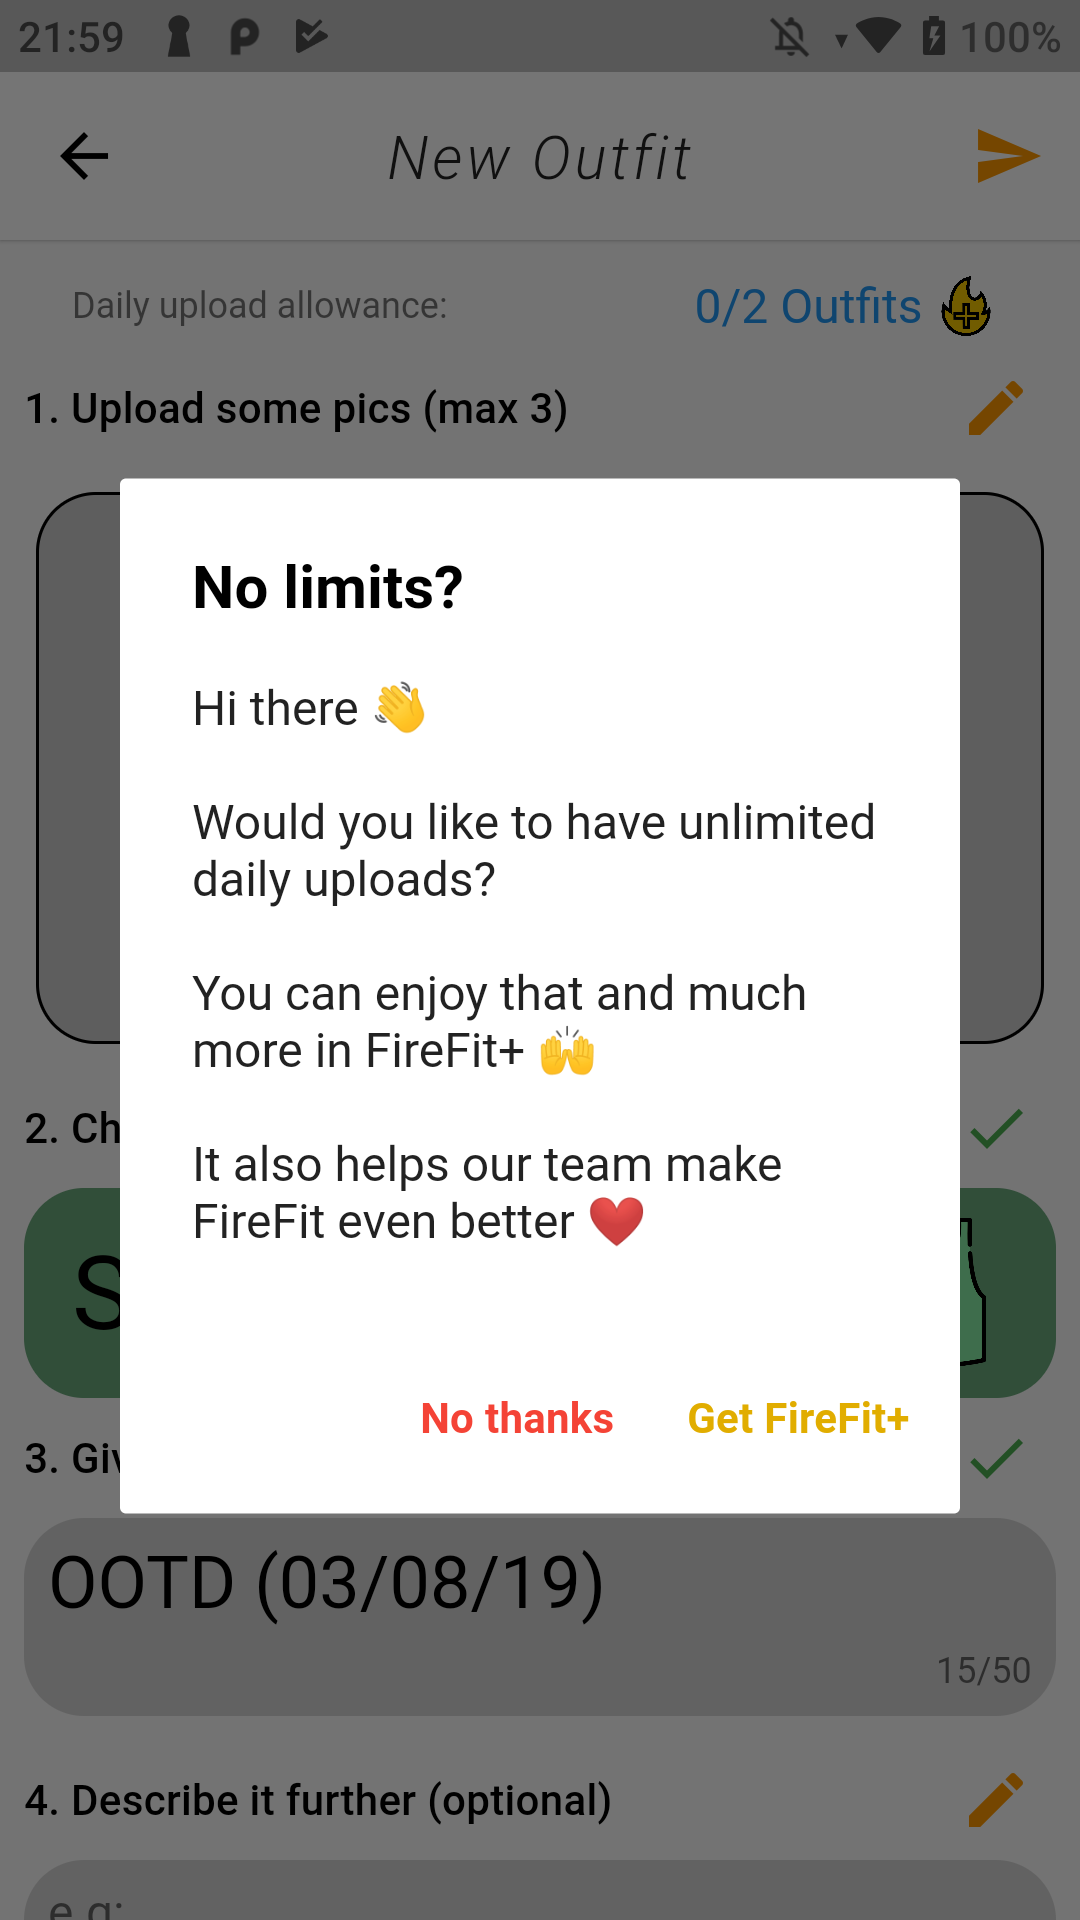 21:59
100%
New Outfit
Daily upload allowance:
0/2 Outfits
1. Upload some pics (max 3)
No limits?
Hi there 👋
Would you like to have unlimited
daily uploads?
You can enjoy that and much
more in FireFit+ 🙌
It also helps our team make
FireFit even better ❤️
No thanks
Get FireFit+
2. Ch
S
3. Giv
OOTD (03/08/19)
15/50
4. Describe it further (optional)
e.g: